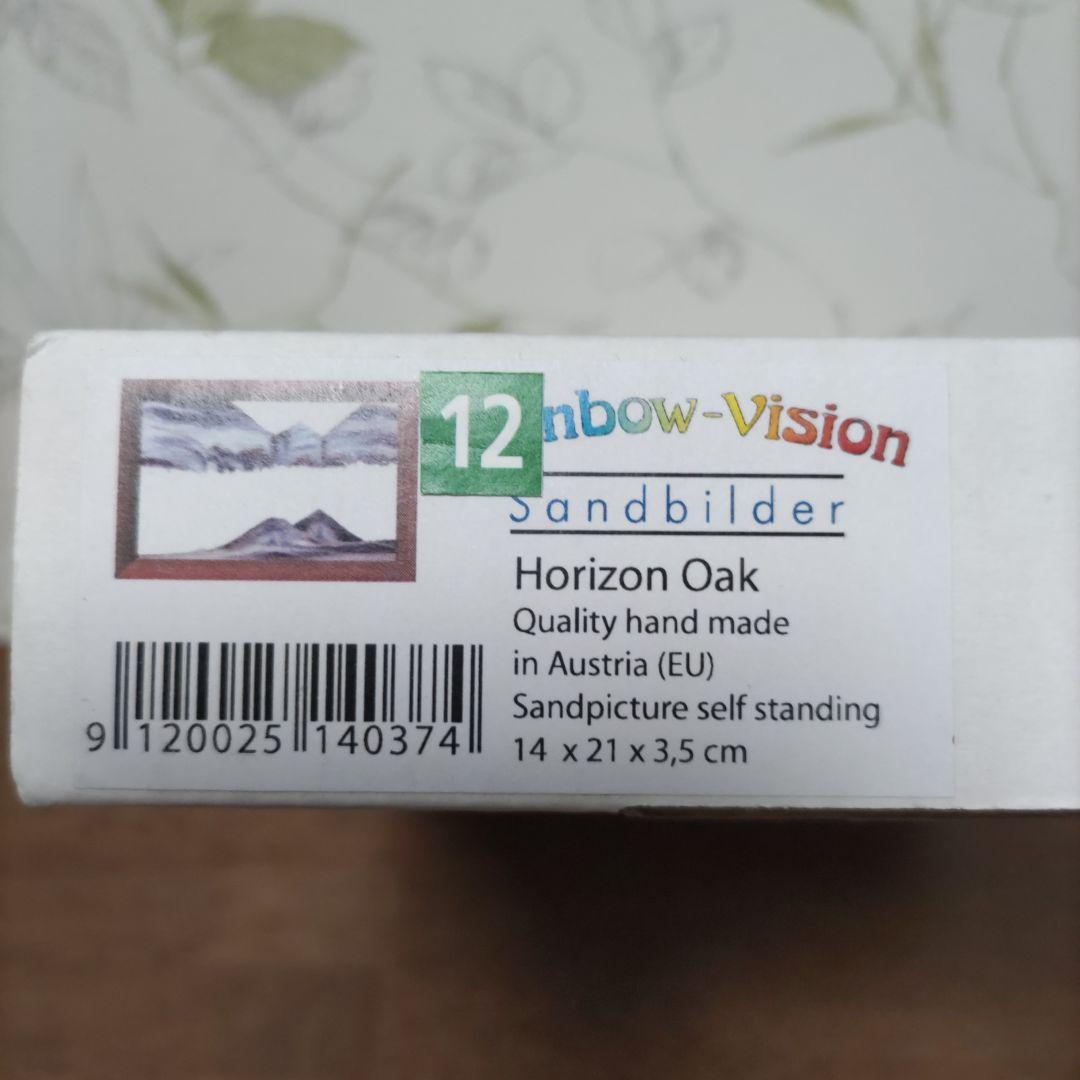 12
nbow-Vision
Sandbilder
Horizon Oak
Quality hand made
in Austria (EU)
Sandpicture self standing
14 x 21 x 3,5 cm
9 120025 140374